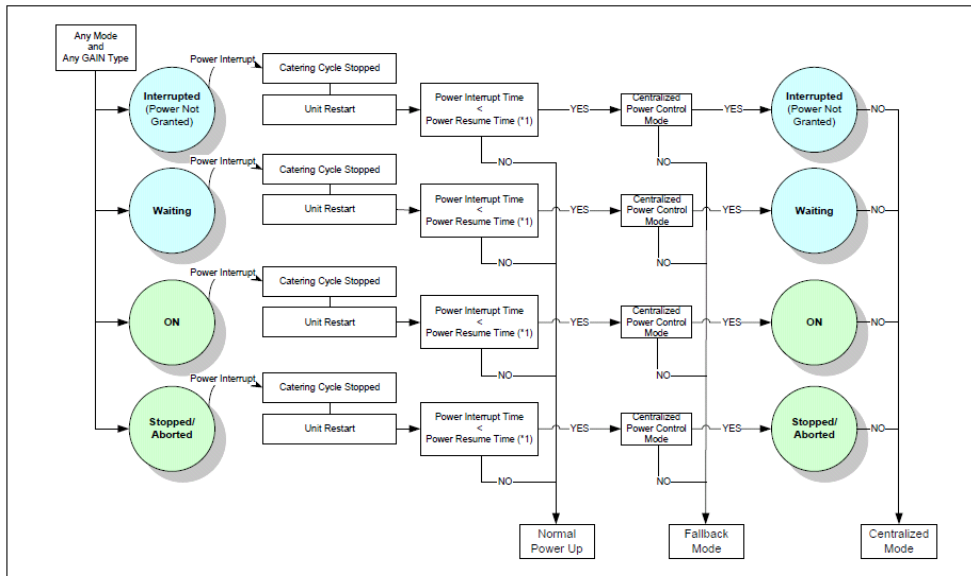 Any Mode
and
Any GAIN Type
Power Interrupt
Catering Cycle Stopped
Interrupted
(Power Not
Granted)
Unit Restart
Power Interrupt Time
<
Power Resume Time (*1)
YES
Centralized
Power Control
Mode
YES
Interrupted
(Power Not
Granted)
NO
NO
NO
Power Interrupt
Catering Cycle Stopped
Waiting
Unit Restart
Power Interrupt Time
<
Power Resume Time (*1)
YES
Centralized
Power Control
Mode
YES
Waiting
NO
NO
NO
Power Interrupt
Catering Cycle Stopped
ON
Unit Restart
Power Interrupt Time
<
Power Resume Time (*1)
YES
Centralized
Power Control
Mode
YES
ON
NO
NO
NO
Power Interrupt
Catering Cycle Stopped
Stopped/
Aborted
Unit Restart
Power Interrupt Time
<
Power Resume Time (*1)
YES
Centralized
Power Control
Mode
YES
Stopped/
Aborted
NO
NO
NO
Normal
Power Up
Fallback
Mode
Centralized
Mode